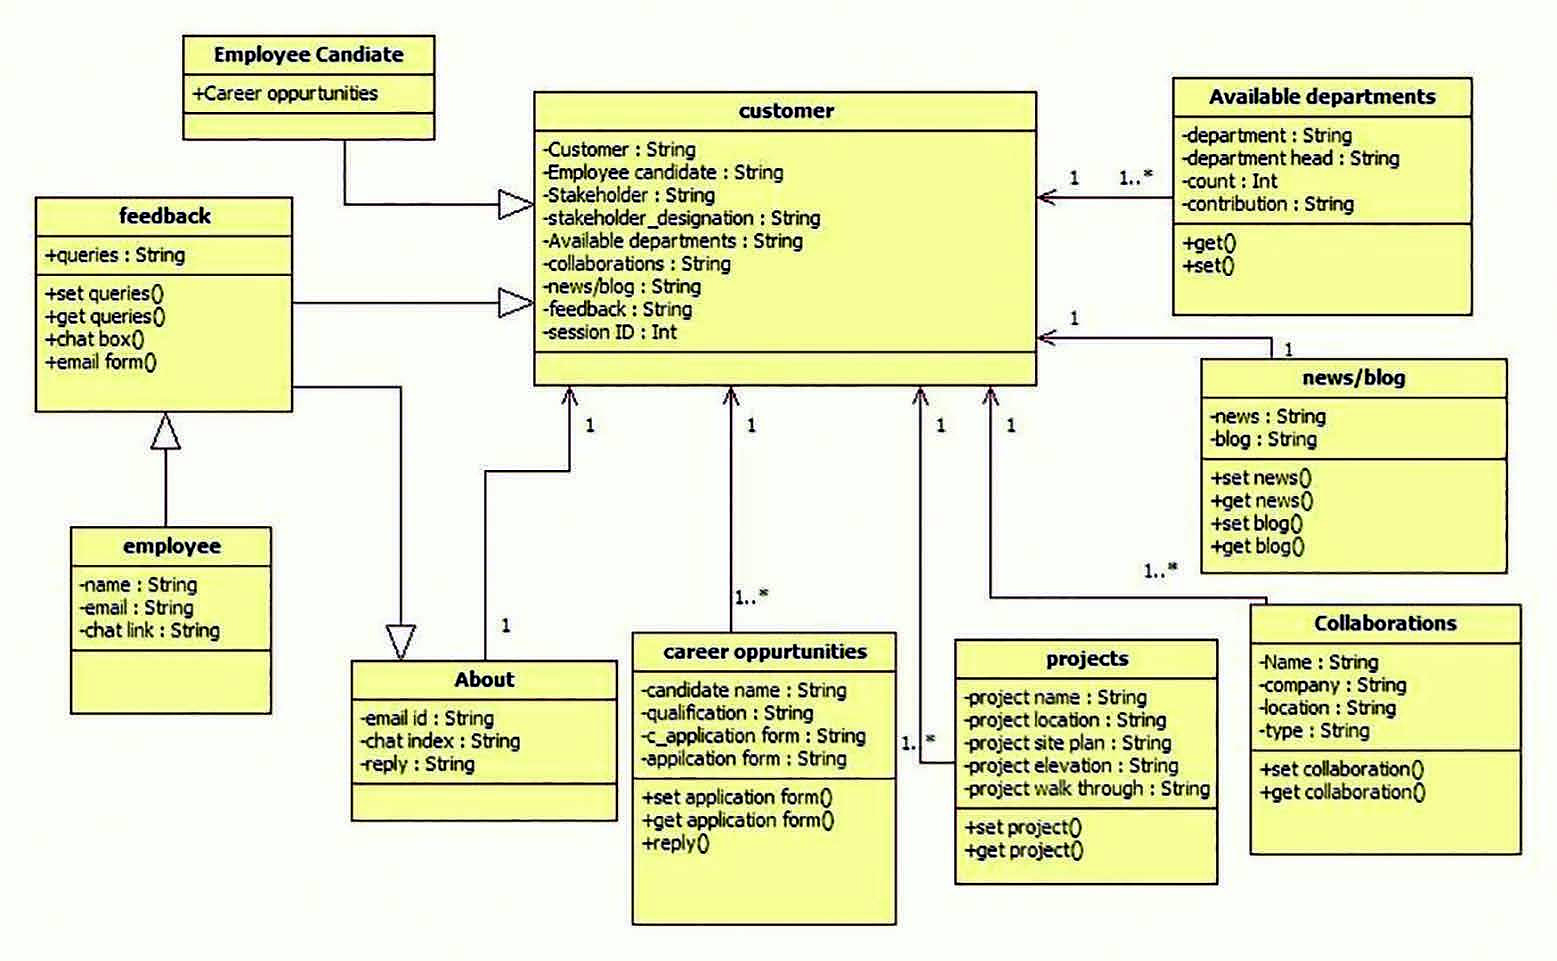 Employee Candiate
+Career oppurtunities
customer
-Customer : String
-Employee candidate : String
-Stakeholder : String
-stakeholder_designation : String
-Available departments : String
-collaborations : String
-news/blog : String
-feedback : String
-session ID : Int
Available departments
-department : String
-department head : String
-count : Int
-contribution : String
+get()
+set()
1
1..*
feedback
+queries : String
+set queries()
+get queries()
+chat box()
+email form()
1
1
news/blog
-news : String
-blog : String
+set news()
+get news()
+set blog()
+get blog()
1
1
1
1
employee
-name : String
-email : String
-chat link : String
1
1..*
1..*
1..*
About
-email id : String
-chat index : String
-reply : String
career oppurtunities
-candidate name : String
-qualification : String
-c_application form : String
-appilcation form : String
+set application form()
+get application form()
+reply()
projects
-project name : String
-project location : String
-project site plan : String
-project elevation : String
-project walk through : String
+set project()
+get project()
Collaborations
-Name : String
-company : String
-location : String
-type : String
+set collaboration()
+get collaboration()